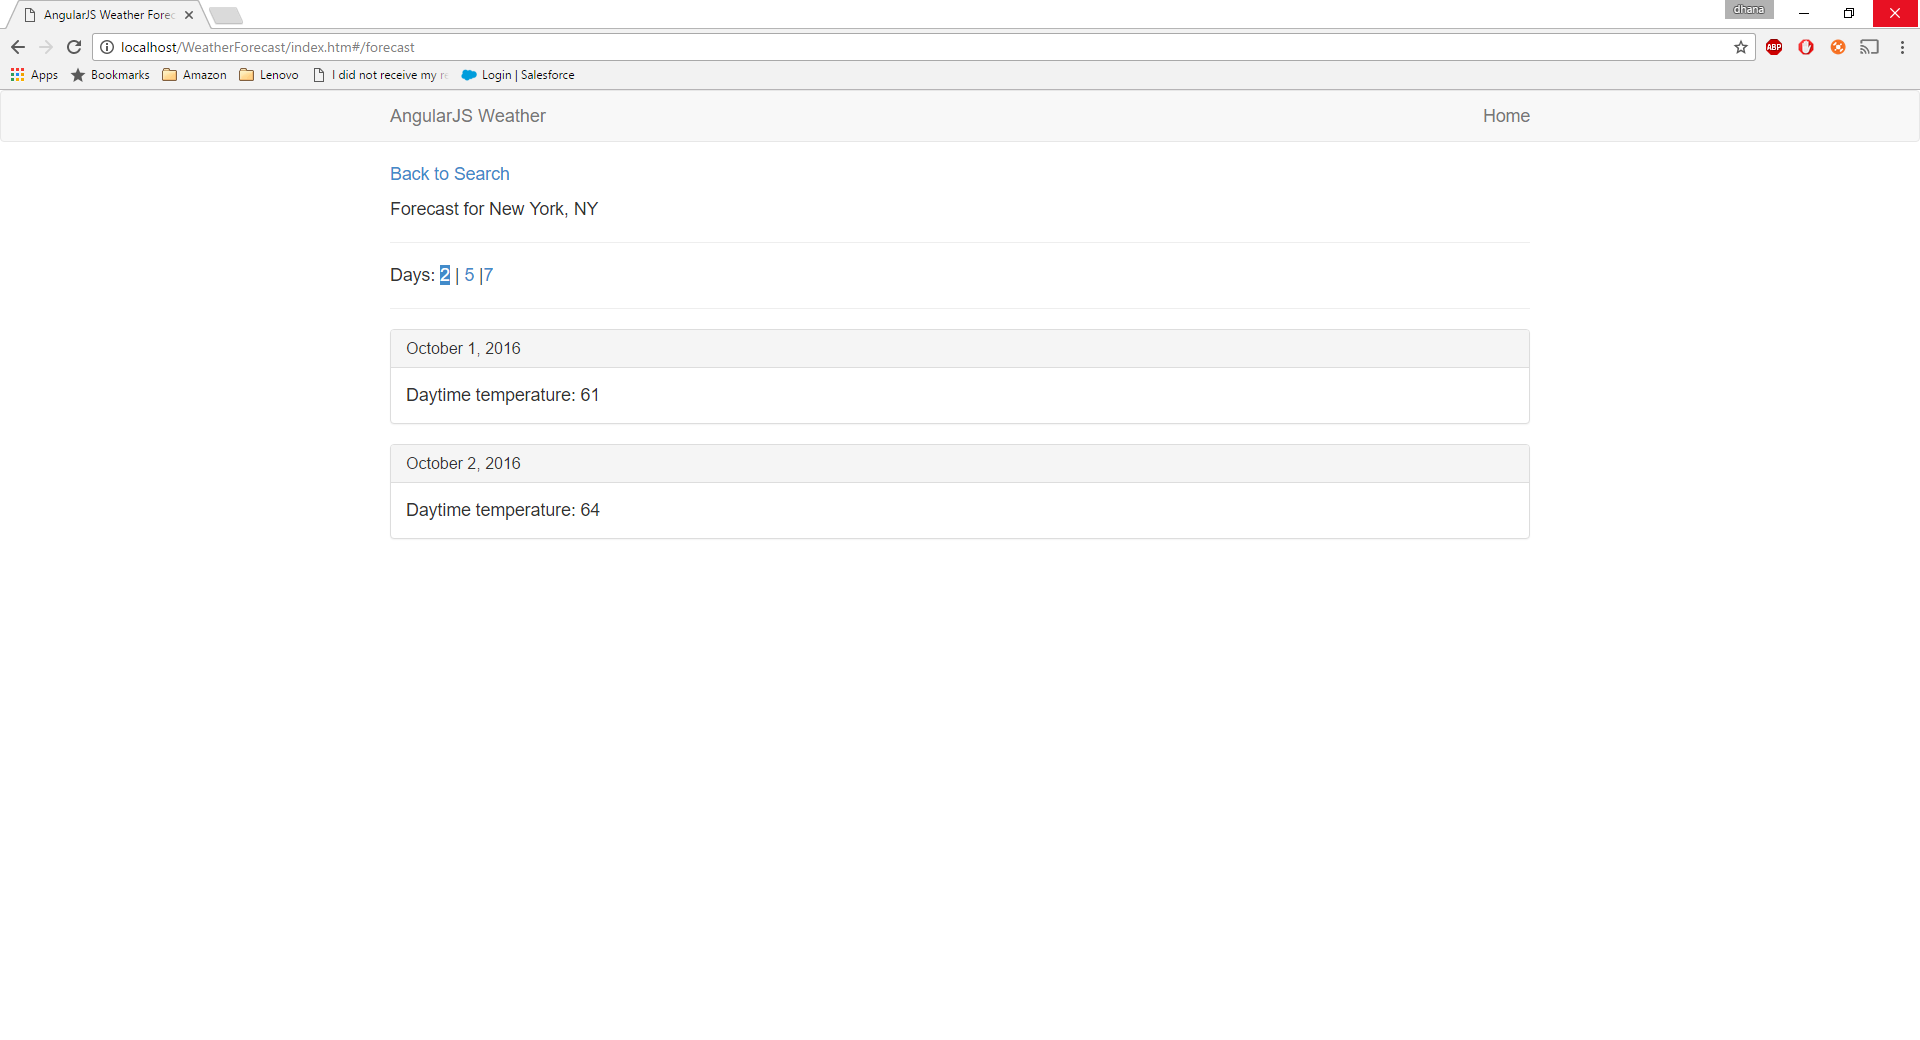 AngularJS Weather Forec
dhana
localhost/WeatherForecast/index.htm#/forecast
ABP
Apps Bookmarks Amazon Lenovo I did not receive my re Login | Salesforce
AngularJS Weather Home
Back to Search
Forecast for New York, NY
Days: 2 | 5 |7
October 1, 2016
Daytime temperature: 61
October 2, 2016
Daytime temperature: 64